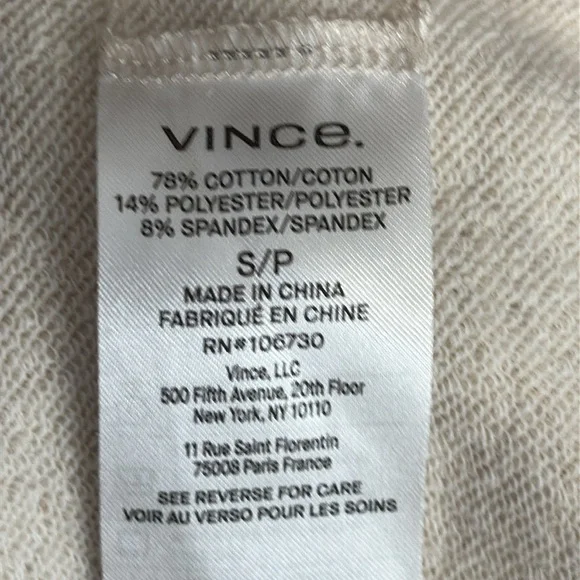 VINCE.
78% COTTON/COTON
14% POLYESTER/POLYESTER
8% SPANDEX/SPANDEX
S/P
MADE IN CHINA
FABRIQUÉ EN CHINE
RN#106730
Vince, LLC
500 Fifth Avenue, 20th Floor
New York, NY 10110
11 Rue Saint Florentin
75008 Paris France
SEE REVERSE FOR CARE
VOIR AU VERSO POUR LES SOINS